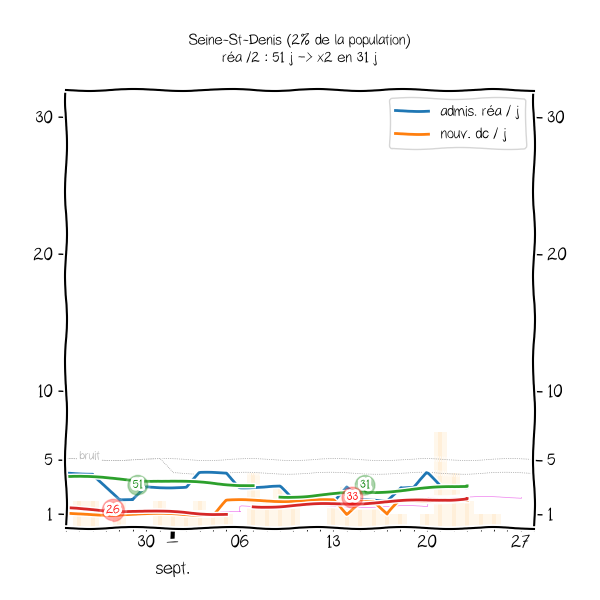 Seine-St-Denis (2% de la population)
réa /2 : 51 j -> x2 en 31 j
admis. réa / j
nouv. dc / j
30 30
20 20
10 10
5 bruit 5
51 31
26 33
1 1
30 1 06 13 20 27
sept.